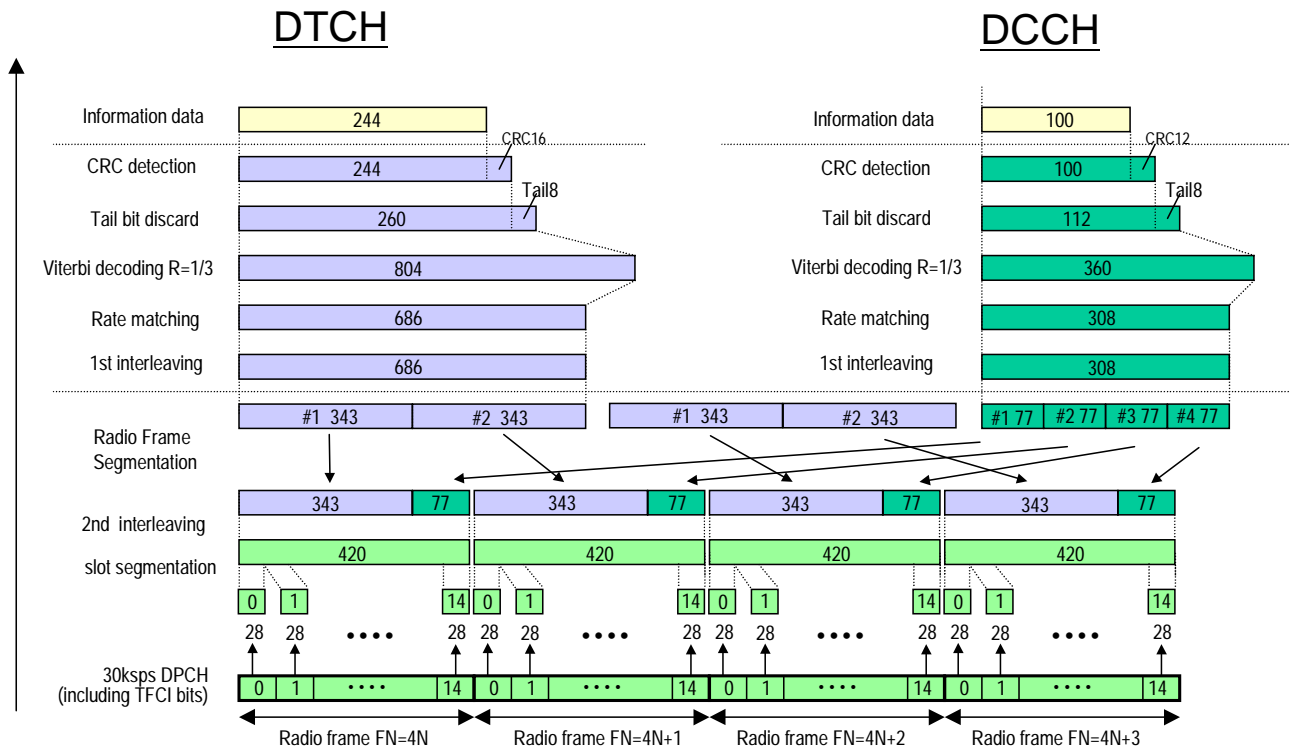 DTCH DCCH
Information data 244 Information data 100
CRC16 CRC12
CRC detection 244 CRC detection 100
Tail8 Tail8
Tail bit discard 260 Tail bit discard 112
Viterbi decoding R=1/3 804 Viterbi decoding R=1/3 360
Rate matching 686 Rate matching 308
1st interleaving 686 1st interleaving 308
#1 343 #2 343 #1 343 #2 343 #1 77 #2 77 #3 77 #4 77
Radio Frame
Segmentation
343 77 343 77 343 77 343 77
2nd interleaving
420 420 420 420
slot segmentation
0 1 14 0 1 14 0 1 14 0 1 14
28 28 •••• 28 28 28 •••• 28 28 28 •••• 28 28 28 •••• 28
30ksps DPCH
(including TFCI bits)
0 1 •••• 14 0 1 •••• 14 0 1 •••• 14 0 1 •••• 14
Radio frame FN=4N Radio frame FN=4N+1 Radio frame FN=4N+2 Radio frame FN=4N+3